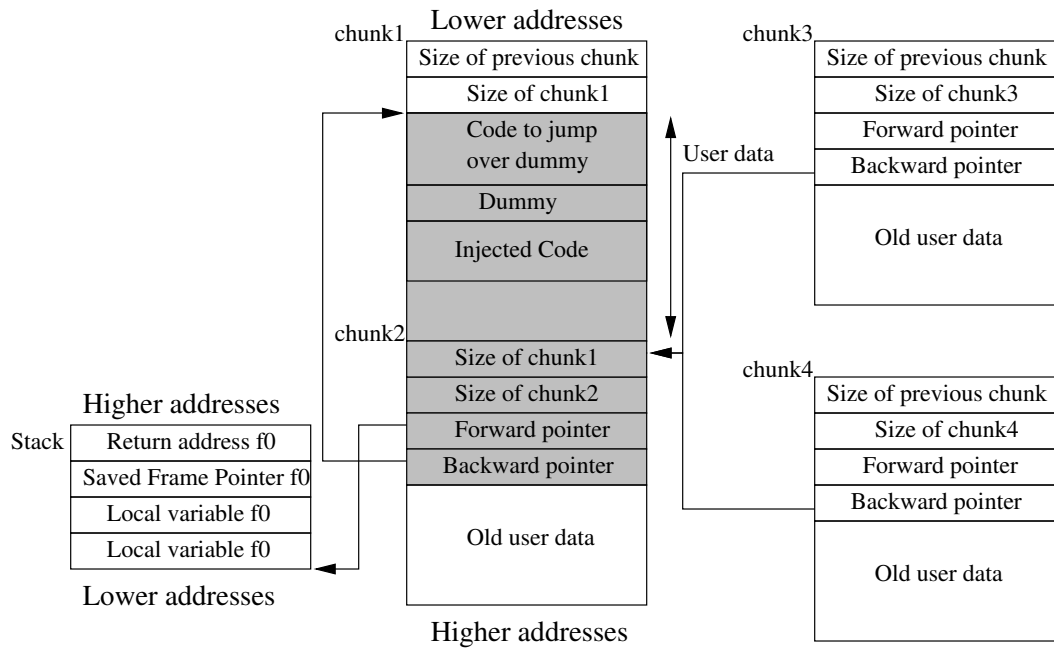 Lower addresses
chunk1
Size of previous chunk
Size of chunk1
Code to jump
over dummy
Dummy
Injected Code
User data
chunk2
Size of chunk1
Size of chunk2
Forward pointer
Backward pointer
Old user data
Higher addresses
Higher addresses
Stack
Return address f0
Saved Frame Pointer f0
Local variable f0
Local variable f0
Lower addresses
chunk3
Size of previous chunk
Size of chunk3
Forward pointer
Backward pointer
Old user data
chunk4
Size of previous chunk
Size of chunk4
Forward pointer
Backward pointer
Old user data